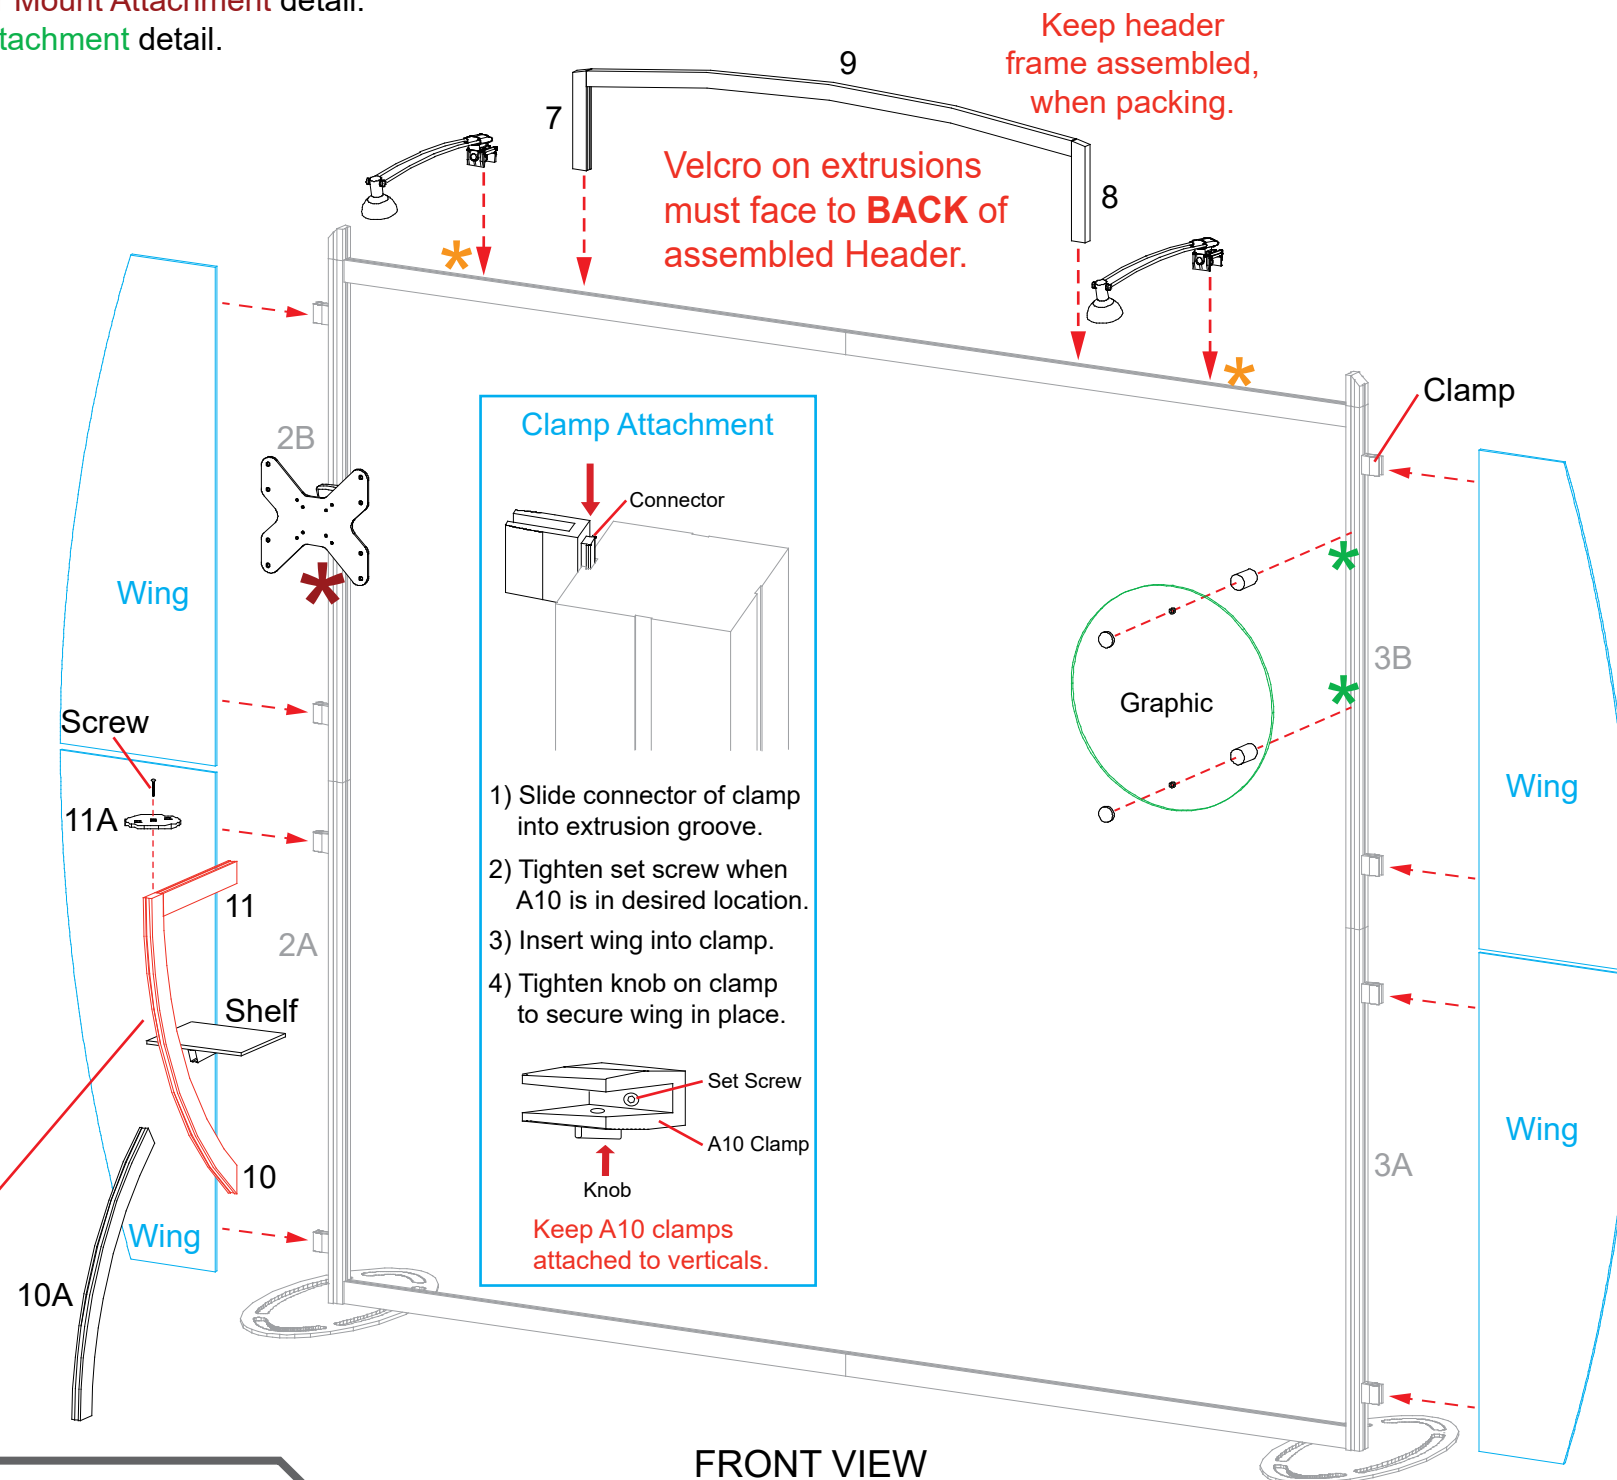 Mount Attachment detail.
tachment detail.
Keep header
frame assembled,
when packing.
9
7
8
Velcro on extrusions
must face to BACK of
assembled Header.
*
*
Clamp
2B
Clamp Attachment
Connector
*
*
*
Wing
3B
Graphic
Screw
11A
Wing
1) Slide connector of clamp
into extrusion groove.
2) Tighten set screw when
A10 is in desired location.
3) Insert wing into clamp.
4) Tighten knob on clamp
to secure wing in place.
11
2A
Shelf
Set Screw
A10 Clamp
Knob
Keep A10 clamps
attached to verticals.
10
Wing
10A
Wing
3A
FRONT VIEW